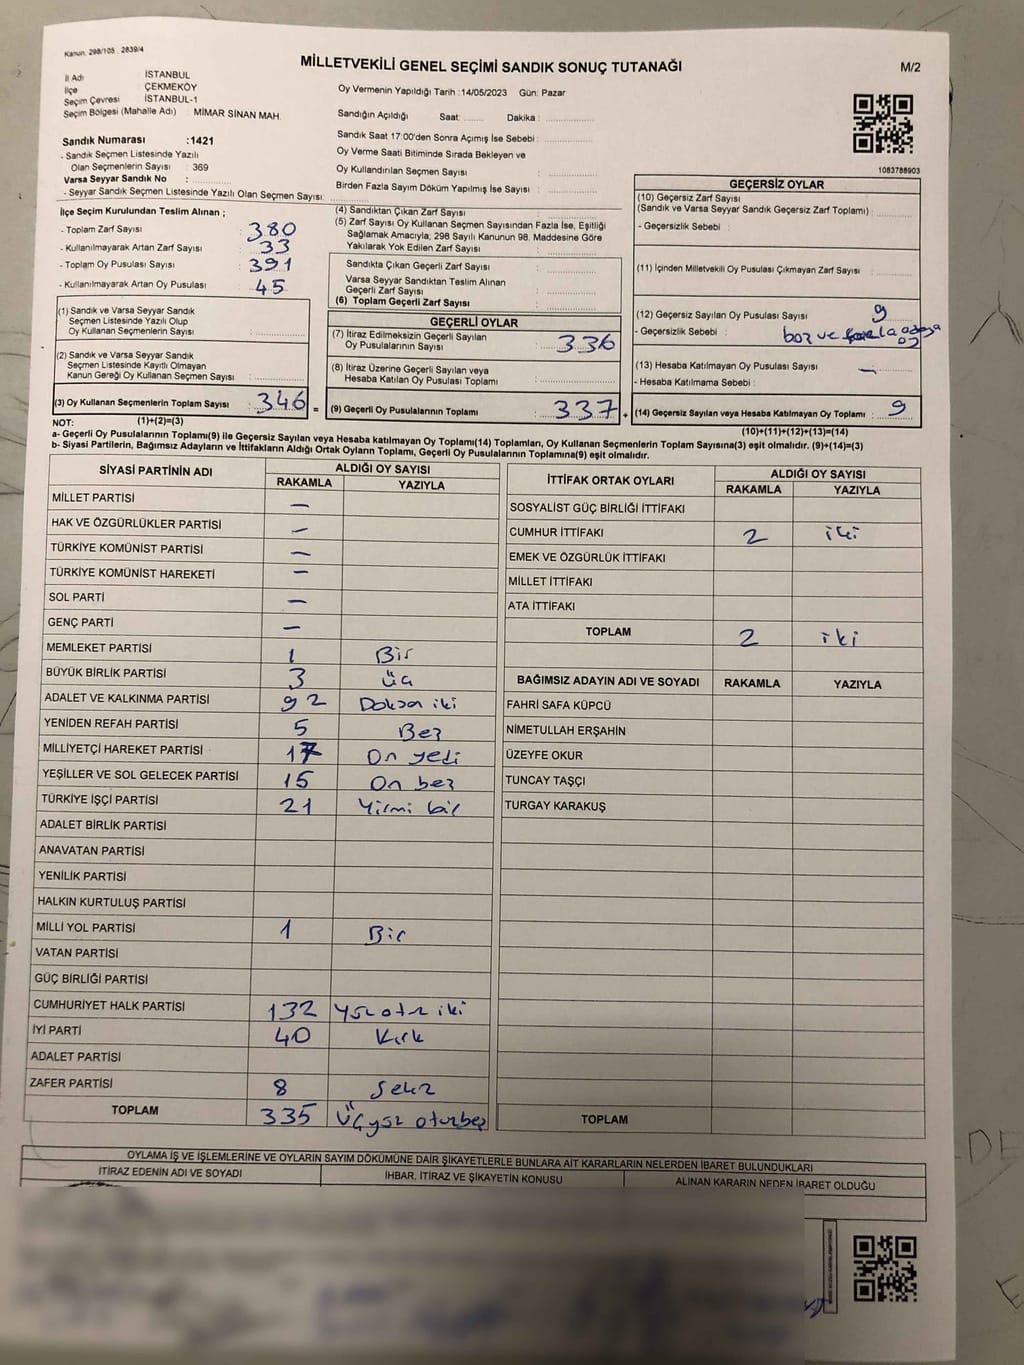 Kanun. 298/105 . 2839/4
MİLLETVEKİLİ GENEL SEÇİMİ SANDIK SONUÇ TUTANAĞI
M/2
İl Adı İSTANBUL
İlçe ÇEKMEKÖY
Seçim Çevresi İSTANBUL-1
Seçim Bölgesi (Mahalle Adı) MİMAR SİNAN MAH.
Sandık Numarası :1421
- Sandık Seçmen Listesinde Yazılı
Olan Seçmenlerin Sayısı : 369
Varsa Seyyar Sandık No :
- Seyyar Sandık Seçmen Listesinde Yazılı Olan Seçmen Sayısı:
Oy Vermenin Yapıldığı Tarih :14/05/2023 Gün: Pazar
Sandığın Açıldığı Saat: Dakika :
Sandık Saat 17:00'den Sonra Açımış İse Sebebi :
Oy Verme Saati Bitiminde Sırada Bekleyen ve
Oy Kullandırılan Seçmen Sayısı :
Birden Fazla Sayım Döküm Yapılmış İse Sayısı :
1083788903
İlçe Seçim Kurulundan Teslim Alınan ;
- Toplam Zarf Sayısı : 380
- Kullanılmayarak Artan Zarf Sayısı : 33
- Toplam Oy Pusulası Sayısı : 391
- Kullanılmayarak Artan Oy Pusulası : 45
(1) Sandık ve Varsa Seyyar Sandık
Seçmen Listesinde Yazılı Olup
Oy Kullanan Seçmenlerin Sayısı :
(2) Sandık ve Varsa Seyyar Sandık
Seçmen Listesinde Kayıtlı Olmayan
Kanun Gereği Oy Kullanan Seçmen Sayısı :
(3) Oy Kullanan Seçmenlerin Toplam Sayısı : 346 =
(1)+(2)=(3)
(4) Sandıktan Çıkan Zarf Sayısı :
(5) Zarf Sayısı Oy Kullanan Seçmen Sayısından Fazla İse, Eşitliği
Sağlamak Amacıyla; 298 Sayılı Kanunun 98. Maddesine Göre
Yakılarak Yok Edilen Zarf Sayısı :
Sandıkta Çıkan Geçerli Zarf Sayısı :
Varsa Seyyar Sandıktan Teslim Alınan
Geçerli Zarf Sayısı :
(6) Toplam Geçerli Zarf Sayısı :
GEÇERLİ OYLAR
(7) İtiraz Edilmeksizin Geçerli Sayılan
Oy Pusulalarının Sayısı : 336
(8) İtiraz Üzerine Geçerli Sayılan veya
Hesaba Katılan Oy Pusulası Toplamı :
(9) Geçerli Oy Pusulalarının Toplamı : 337 +
GEÇERSİZ OYLAR
(10) Geçersiz Zarf Sayısı
(Sandık ve Varsa Seyyar Sandık Geçersiz Zarf Toplamı) :
- Geçersizlik Sebebi :
(11) İçinden Milletvekili Oy Pusulası Çıkmayan Zarf Sayısı :
(12) Geçersiz Sayılan Oy Pusulası Sayısı : 9
- Geçersizlik Sebebi : boz ve
(13) Hesaba Katılmayan Oy Pusulası Sayısı : —
- Hesaba Katılmama Sebebi :
(14) Geçersiz Sayılan veya Hesaba Katılmayan Oy Toplamı : 9
(10)+(11)+(12)+(13)=(14)
NOT:
a- Geçerli Oy Pusulalarının Toplamı(9) ile Geçersiz Sayılan veya Hesaba katılmayan Oy Toplamı(14) Toplamları, Oy Kullanan Seçmenlerin Toplam Sayısına(3) eşit olmalıdır. (9)+(14)=(3)
b- Siyasi Partilerin, Bağımsız Adayların ve İttifakların Aldığı Ortak Oyların Toplamı, Geçerli Oy Pusulalarının Toplamına(9) eşit olmalıdır.
SİYASİ PARTİNİN ADI ALDIĞI OY SAYISI
RAKAMLA YAZIYLA
MİLLET PARTİSİ —
HAK VE ÖZGÜRLÜKLER PARTİSİ —
TÜRKİYE KOMÜNİST PARTİSİ —
TÜRKİYE KOMÜNİST HAREKETİ —
SOL PARTİ —
GENÇ PARTİ —
MEMLEKET PARTİSİ 1 Bir
BÜYÜK BİRLİK PARTİSİ 3 Üç
ADALET VE KALKINMA PARTİSİ 92 Doksan iki
YENİDEN REFAH PARTİSİ 5 Beş
MİLLİYETÇİ HAREKET PARTİSİ 17 On yedi
YEŞİLLER VE SOL GELECEK PARTİSİ 15 On beş
TÜRKİYE İŞÇİ PARTİSİ 21 Yirmi bir
ADALET BİRLİK PARTİSİ
ANAVATAN PARTİSİ
YENİLİK PARTİSİ
HALKIN KURTULUŞ PARTİSİ
MİLLİ YOL PARTİSİ 1 Bir
VATAN PARTİSİ
GÜÇ BİRLİĞİ PARTİSİ
CUMHURİYET HALK PARTİSİ 132 Yüz otuz iki
İYİ PARTİ 40 Kırk
ADALET PARTİSİ
ZAFER PARTİSİ 8 Sekiz
TOPLAM 335 Üçyüz otuzbeş
İTTİFAK ORTAK OYLARI ALDIĞI OY SAYISI
RAKAMLA YAZIYLA
SOSYALİST GÜÇ BİRLİĞİ İTTİFAKI
CUMHUR İTTİFAKI 2 iki
EMEK VE ÖZGÜRLÜK İTTİFAKI
MİLLET İTTİFAKI
ATA İTTİFAKI
TOPLAM 2 iki
BAĞIMSIZ ADAYIN ADI VE SOYADI RAKAMLA YAZIYLA
FAHRİ SAFA KÜPCÜ
NİMETULLAH ERŞAHİN
ÜZEYFE OKUR
TUNCAY TAŞÇI
TURGAY KARAKUŞ
TOPLAM
OYLAMA İŞ VE İŞLEMLERİNE VE OYLARIN SAYIM DÖKÜMÜNE DAİR ŞİKAYETLERLE BUNLARA AİT KARARLARIN NELERDEN İBARET BULUNDUKLARI
İTİRAZ EDENİN ADI VE SOYADI İHBAR, İTİRAZ VE ŞİKAYETİN KONUSU ALINAN KARARIN NEDEN İBARET OLDUĞU